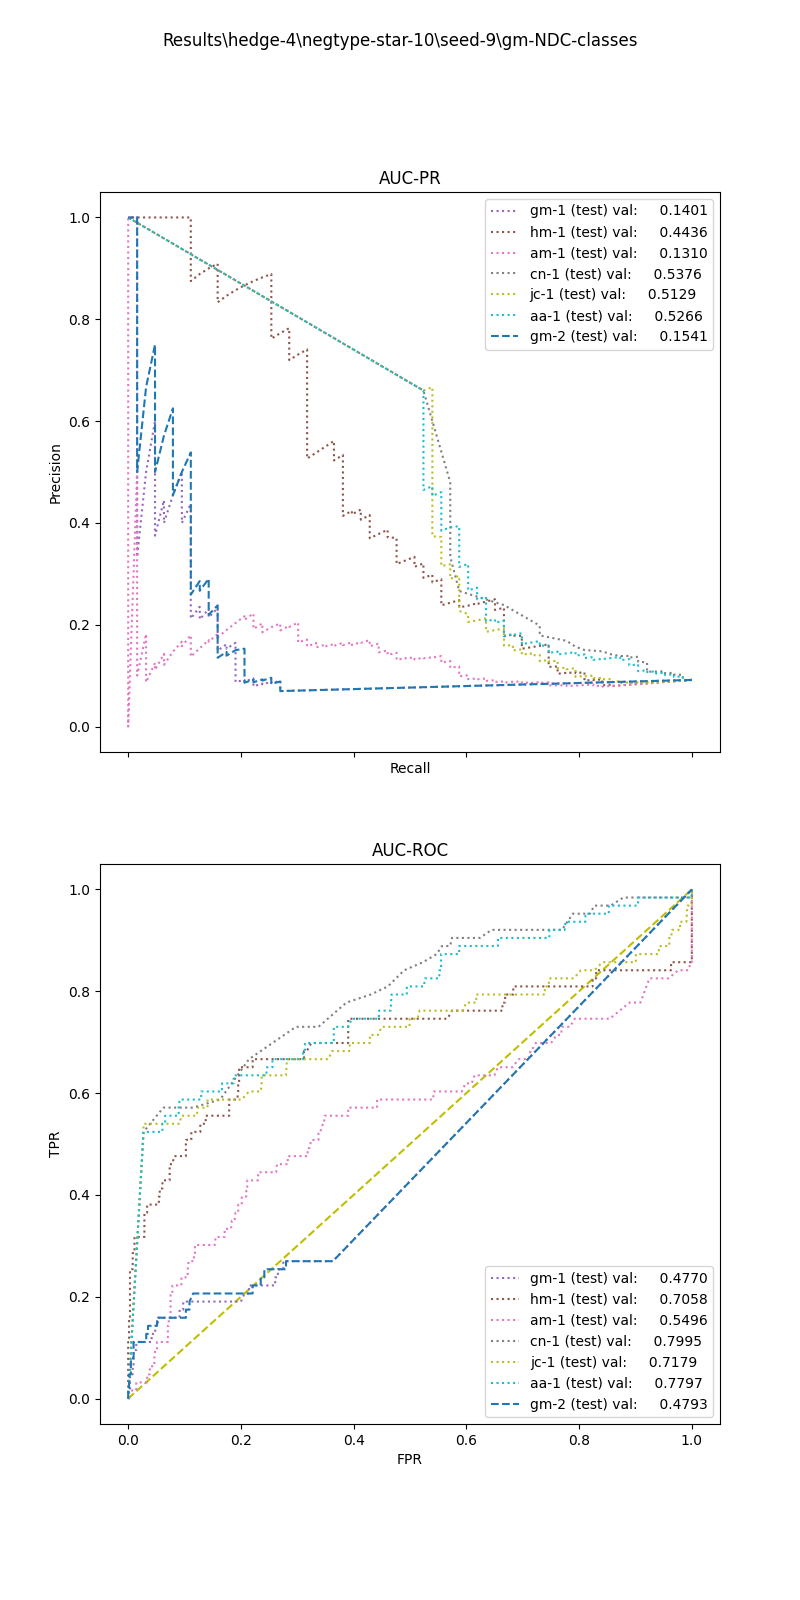 Results\hedge-4\negtype-star-10\seed-9\gm-NDC-classes
AUC-PR
1.0
0.8
0.6
0.4
0.2
0.0
Precision
Recall
gm-1 (test) val: 0.1401
hm-1 (test) val: 0.4436
am-1 (test) val: 0.1310
cn-1 (test) val: 0.5376
jc-1 (test) val: 0.5129
aa-1 (test) val: 0.5266
gm-2 (test) val: 0.1541
AUC-ROC
1.0
0.8
0.6
0.4
0.2
0.0
TPR
gm-1 (test) val: 0.4770
hm-1 (test) val: 0.7058
am-1 (test) val: 0.5496
cn-1 (test) val: 0.7995
jc-1 (test) val: 0.7179
aa-1 (test) val: 0.7797
gm-2 (test) val: 0.4793
0.0 0.2 0.4 0.6 0.8 1.0
FPR